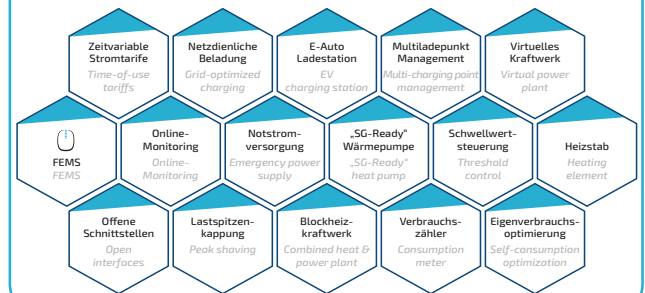 Zeitvariable
Stromtarife
Time-of-use
tariffs
Netzdienliche
Beladung
Grid-optimized
charging
E-Auto
Ladestation
EV
charging station
Multiladepunkt
Management
Multi-charging point
management
Virtuelles
Kraftwerk
Virtual power
plant
FEMS
FEMS
Online-
Monitoring
Online-
Monitoring
Notstrom-
versorgung
Emergency power
supply
„SG-Ready“
Wärmepumpe
„SG-Ready“
heat pump
Schwellwert-
steuerung
Threshold
control
Heizstab
Heating
element
Offene
Schnittstellen
Open
interfaces
Lastspitzen-
kappung
Peak shaving
Blockheiz-
kraftwerk
Combined heat &
power plant
Verbrauchs-
zähler
Consumption
meter
Eigenverbrauchs-
optimierung
Self-consumption
optimization